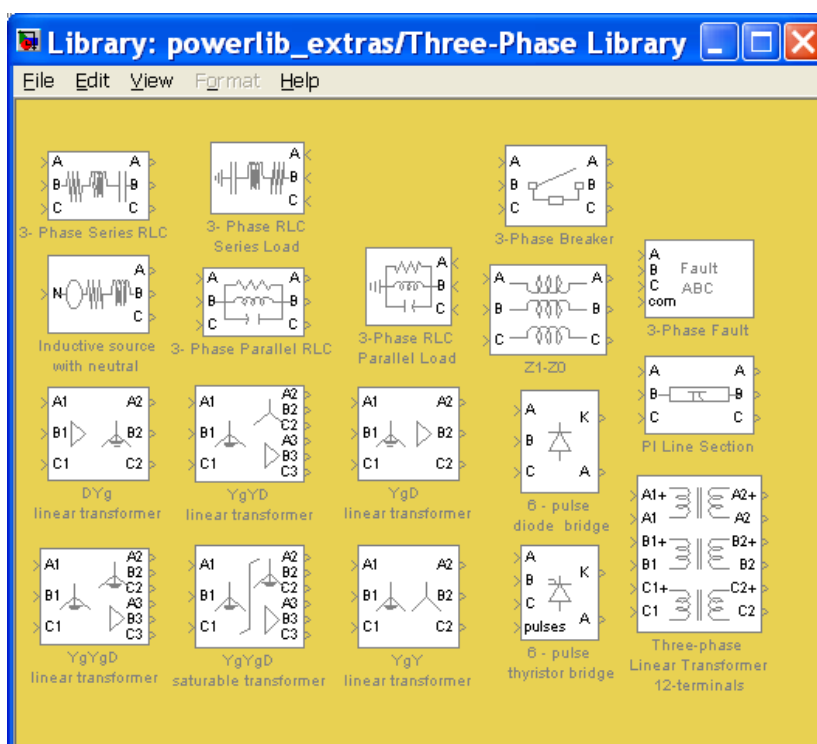 Library: powerlib_extras/Three-Phase Library
File Edit View Format Help
A A
B B
C C
3- Phase Series RLC
A
B
C
3- Phase RLC
Series Load
A A
B B
C C
3-Phase Breaker
A
N B
C
Inductive source
with neutral
A A
B B
C C
3- Phase Parallel RLC
A
B
C
3-Phase RLC
Parallel Load
A A
B B
C C
Z1-Z0
A
B
C
com
Fault
ABC
3-Phase Fault
A1 A2
B1 B2
C1 C2
DYg
linear transformer
A1 A2
B2
C2
B1 A3
B3
C1 C3
YgYD
linear transformer
A1 A2
B1 B2
C1 C2
YgD
linear transformer
A K
B
C A
6 - pulse
diode bridge
A A
B B
C C
PI Line Section
A1 A2
B2
C2
B1 A3
B3
C1 C3
YgYgD
linear transformer
A1 A2
B2
C2
B1 A3
B3
C1 C3
YgYgD
saturable transformer
A1 A2
B1 B2
C1 C2
YgY
linear transformer
A
B K
C
pulses A
6 - pulse
thyristor bridge
A1+ A2+
A1 A2
B1+ B2+
B1 B2
C1+ C2+
C1 C2
Three-phase
Linear Transformer
12-terminals